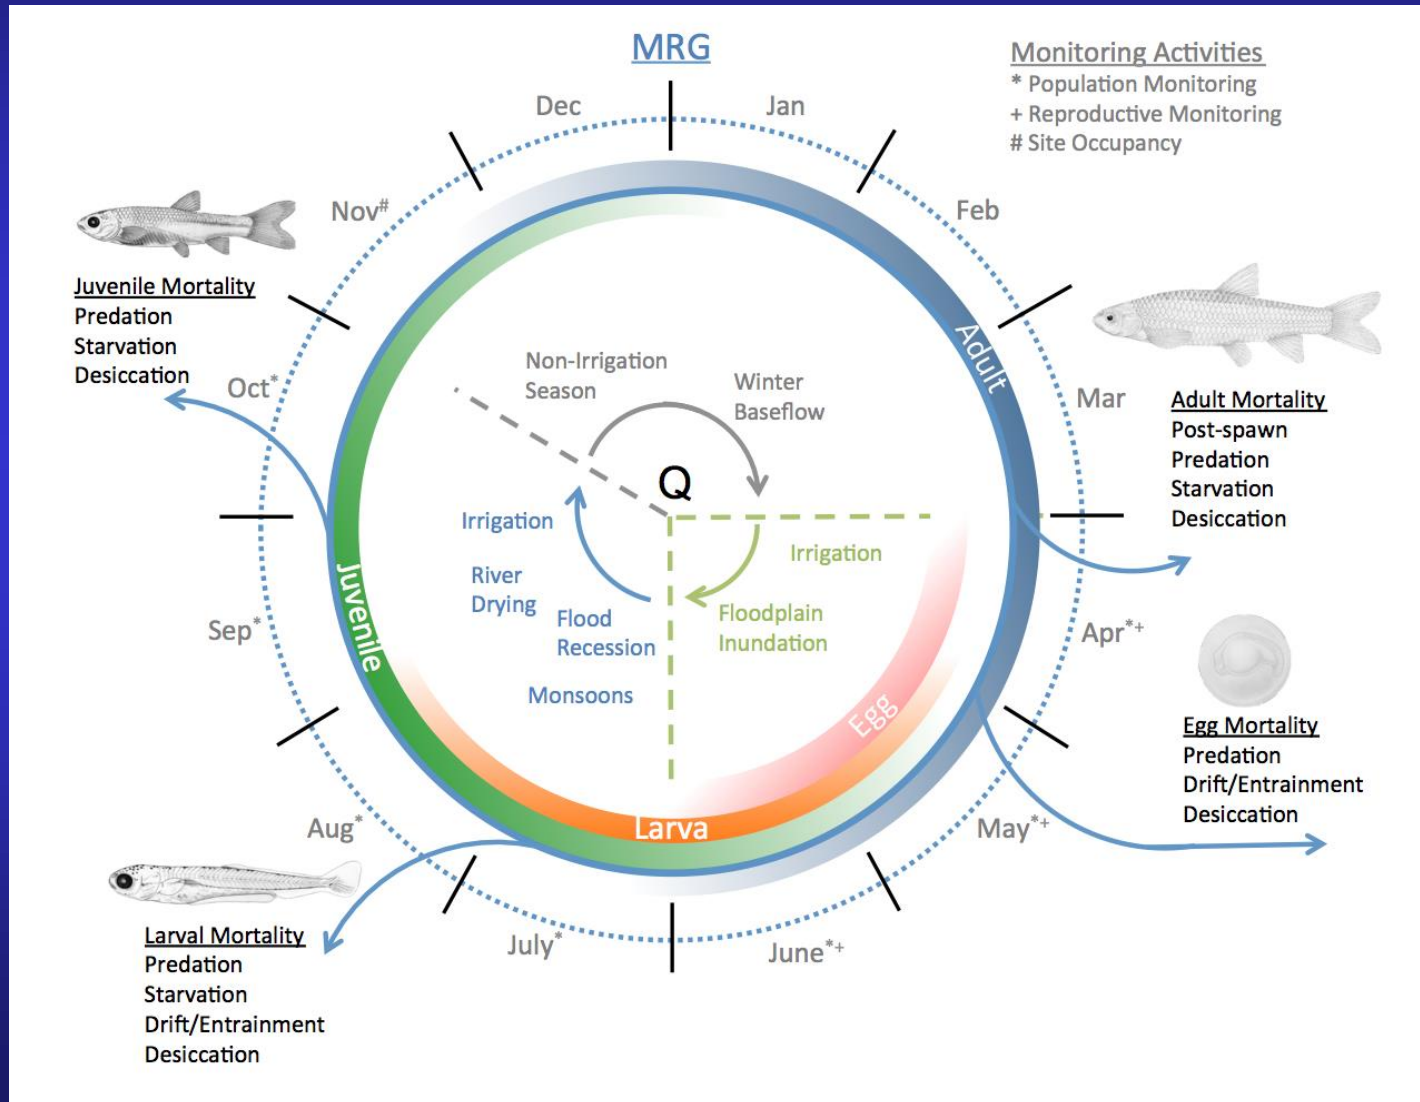 MRG
Monitoring Activities
* Population Monitoring
+ Reproductive Monitoring
# Site Occupancy
Dec
Jan
Nov#
Feb
Juvenile Mortality
Predation
Starvation
Desiccation
Oct*
Mar
Adult Mortality
Post-spawn
Predation
Starvation
Desiccation
Adult
Non-Irrigation
Season
Winter
Baseflow
Q
Irrigation
River
Drying
Flood
Recession
Monsoons
Irrigation
Floodplain
Inundation
Juvenile
Egg
Larva
Sep*
Apr*+
Egg Mortality
Predation
Drift/Entrainment
Desiccation
Aug*
May*+
July*
June*+
Larval Mortality
Predation
Starvation
Drift/Entrainment
Desiccation